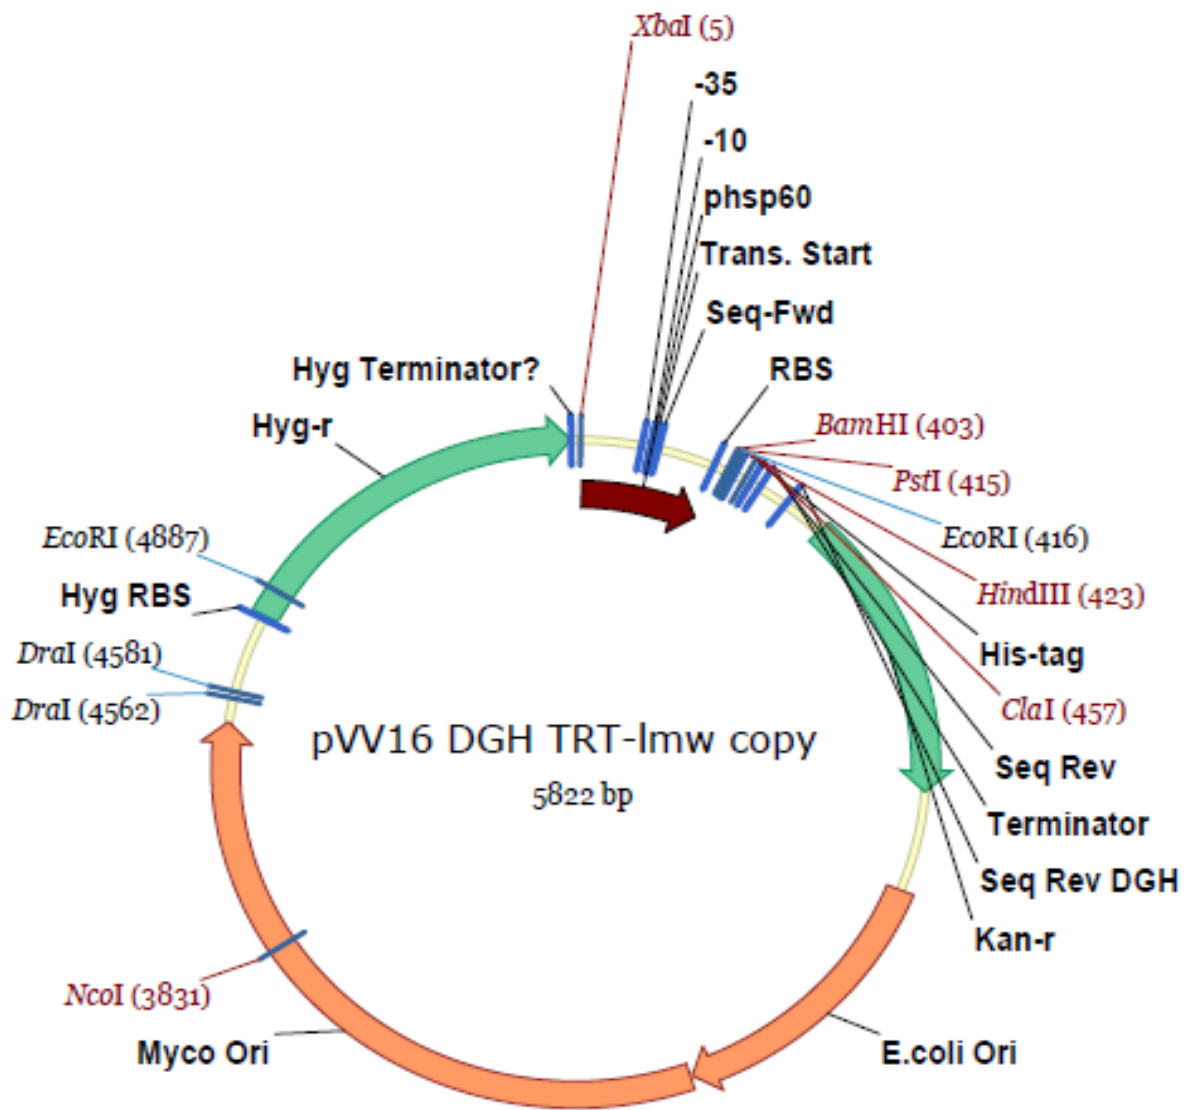 XbaI (5)
-35
-10
phsp60
Trans. Start
Seq-Fwd
Hyg Terminator?
RBS
Hyg-r
BamHI (403)
PstI (415)
EcoRI (4887)
EcoRI (416)
Hyg RBS
HindIII (423)
DraI (4581)
His-tag
DraI (4562)
ClaI (457)
pVV16 DGH TRT-lmw copy
5822 bp
Seq Rev
Terminator
Seq Rev DGH
Kan-r
NcoI (3831)
Myco Ori
E.coli Ori